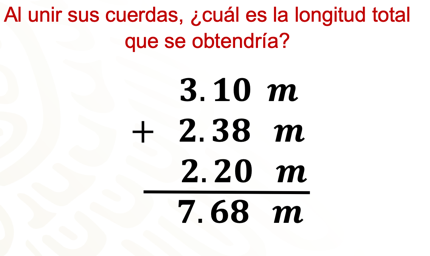 Al unir sus cuerdas, ¿cuál es la longitud total
que se obtendría?
3.10 m
+ 2.38 m
2.20 m
7.68 m